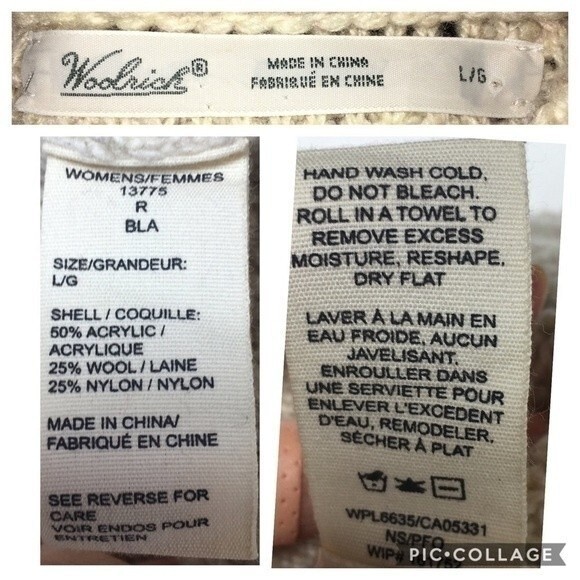 Woolrich®
MADE IN CHINA
FABRIQUÉ EN CHINE
L/G
WOMENS/FEMMES
13775
R
BLA
SIZE/GRANDEUR:
L/G
SHELL / COQUILLE:
50% ACRYLIC /
ACRYLIQUE
25% WOOL / LAINE
25% NYLON / NYLON
MADE IN CHINA/
FABRIQUÉ EN CHINE
SEE REVERSE FOR
CARE
VOIR ENDOS POUR
ENTRETIEN
HAND WASH COLD,
DO NOT BLEACH.
ROLL IN A TOWEL TO
REMOVE EXCESS
MOISTURE, RESHAPE,
DRY FLAT
LAVER À LA MAIN EN
EAU FROIDE, AUCUN
JAVELISANT,
ENROULLER DANS
UNE SERVIETTE POUR
ENLEVER L'EXCEDENT
D'EAU, REMODELER,
SÉCHER À PLAT
WPL6635/CA05331
NS/PFO
WIP#
PIC•COLLAGE